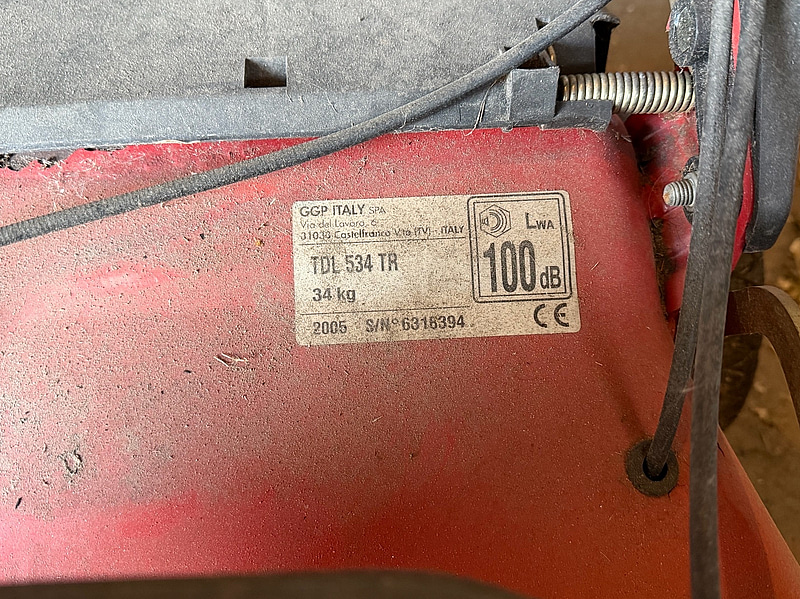 GGP ITALY SPA
Via del Lavoro, 6
31033 Castelfranco V.to (TV) - ITALY
TDL 534 TR
34 kg
2005 S/N° 6316394
LWA
100 dB
CE